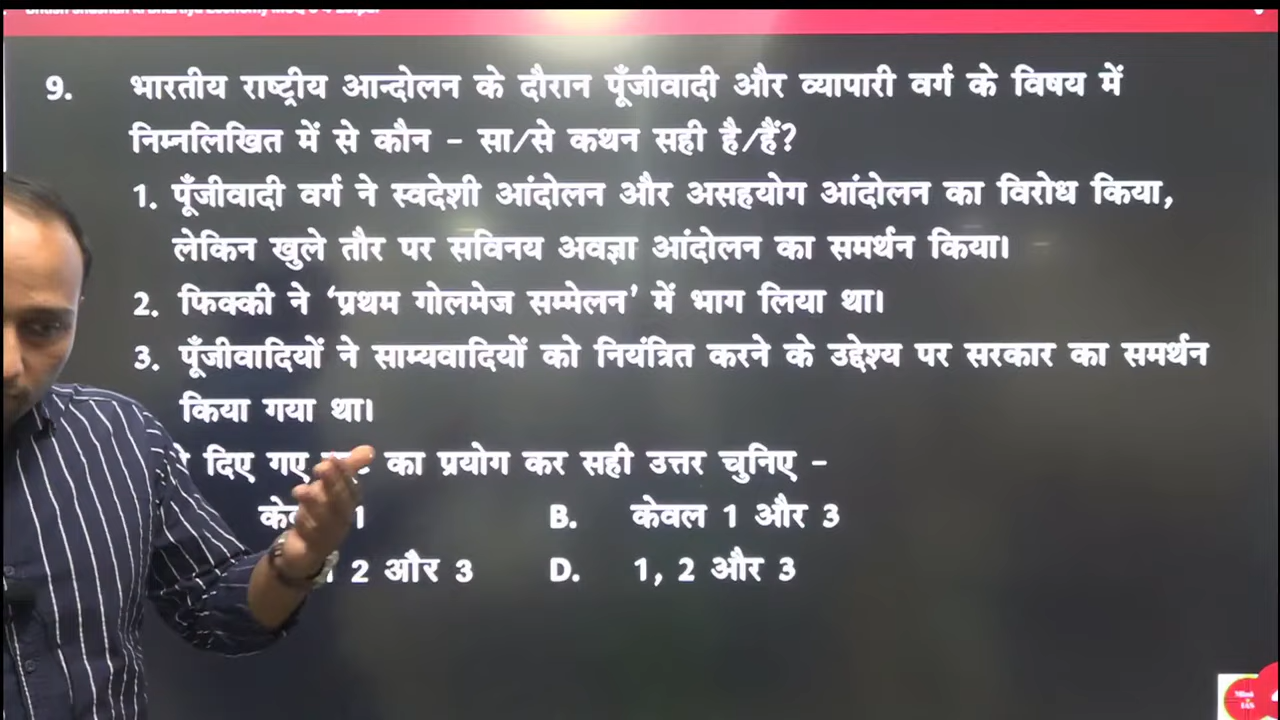 9. भारतीय राष्ट्रीय आन्दोलन के दौरान पूँजीवादी और व्यापारी वर्ग के विषय में
निम्नलिखित में से कौन - सा/से कथन सही है/हैं?
1. पूँजीवादी वर्ग ने स्वदेशी आंदोलन और असहयोग आंदोलन का विरोध किया,
लेकिन खुले तौर पर सविनय अवज्ञा आंदोलन का समर्थन किया।
2. फिक्की ने ‘प्रथम गोलमेज सम्मेलन’ में भाग लिया था।
3. पूँजीवादियों ने साम्यवादियों को नियंत्रित करने के उद्देश्य पर सरकार का समर्थन
किया गया था।
दिए गए का प्रयोग कर सही उत्तर चुनिए -
1 B. केवल 1 और 3
2 और 3 D. 1, 2 और 3